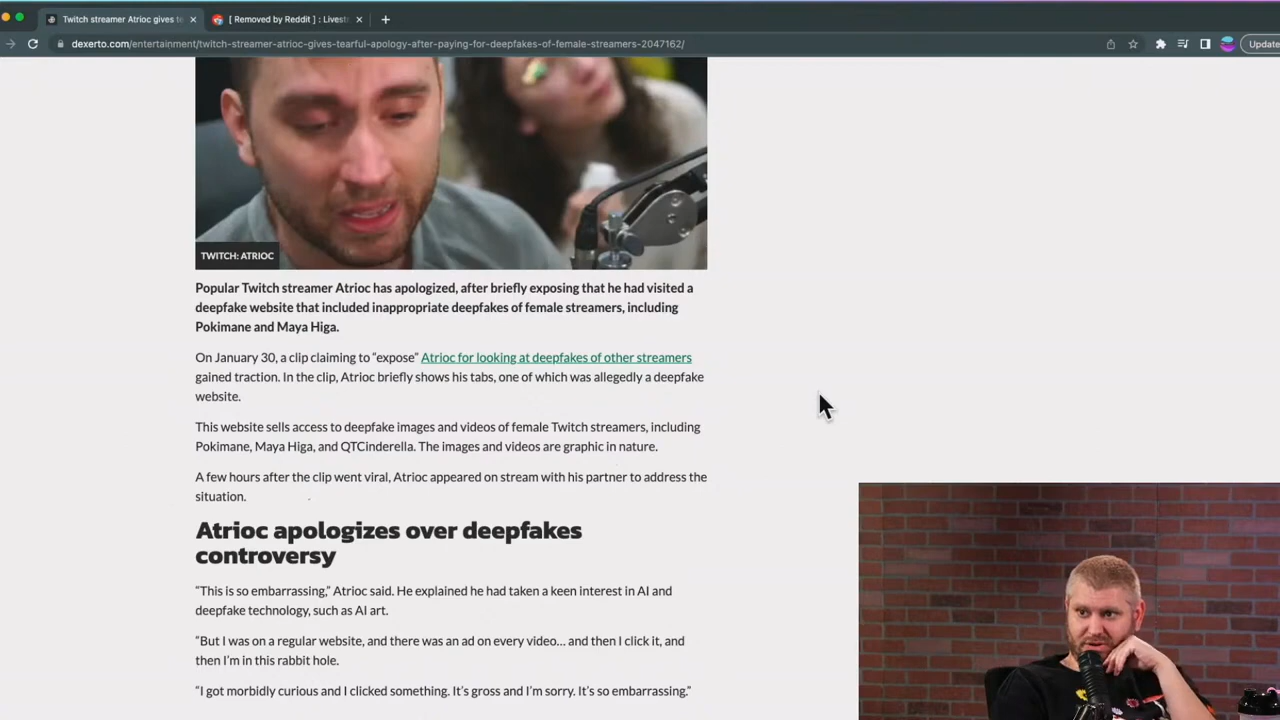 Twitch streamer Atrioc gives te
[ Removed by Reddit ] : Livestr
dexerto.com/entertainment/twitch-streamer-atrioc-gives-tearful-apology-after-paying-for-deepfakes-of-female-streamers-2047162/
Update
TWITCH: ATRIOC
Popular Twitch streamer Atrioc has apologized, after briefly exposing that he had visited a
deepfake website that included inappropriate deepfakes of female streamers, including
Pokimane and Maya Higa.
On January 30, a clip claiming to “expose” Atrioc for looking at deepfakes of other streamers
gained traction. In the clip, Atrioc briefly shows his tabs, one of which was allegedly a deepfake
website.
This website sells access to deepfake images and videos of female Twitch streamers, including
Pokimane, Maya Higa, and QTCinderella. The images and videos are graphic in nature.
A few hours after the clip went viral, Atrioc appeared on stream with his partner to address the
situation.
Atrioc apologizes over deepfakes
controversy
“This is so embarrassing,” Atrioc said. He explained he had taken a keen interest in AI and
deepfake technology, such as AI art.
“But I was on a regular website, and there was an ad on every video… and then I click it, and
then I’m in this rabbit hole.
“I got morbidly curious and I clicked something. It’s gross and I’m sorry. It’s so embarrassing.”